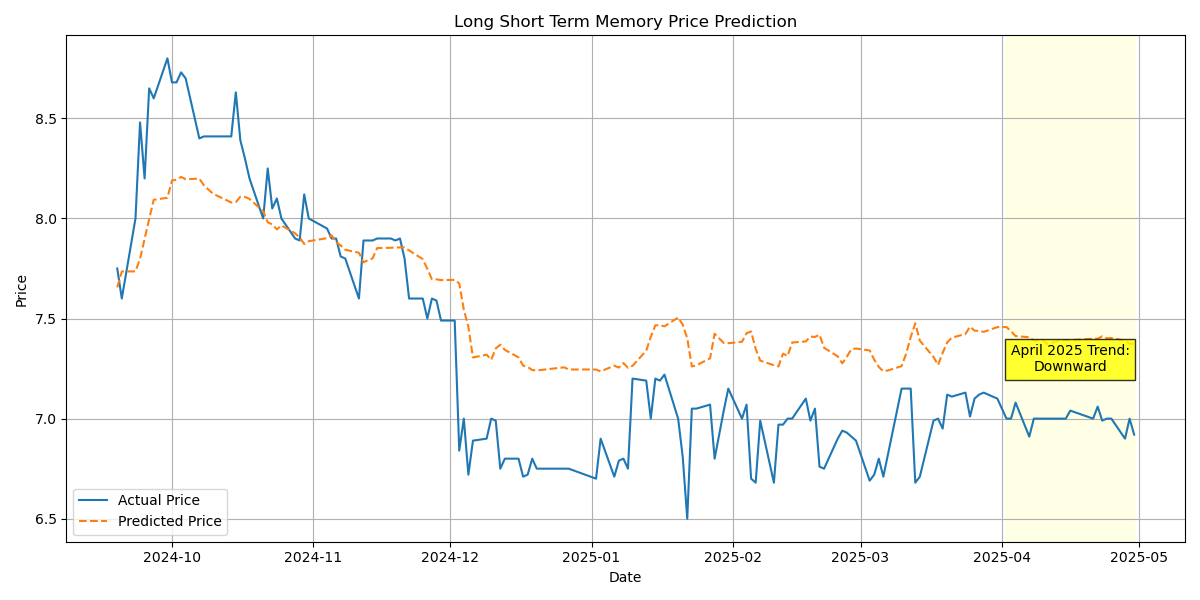 Long Short Term Memory Price Prediction
Price
8.5
8.0
7.5
7.0
6.5
April 2025 Trend:
Downward
Actual Price
Predicted Price
2024-10
2024-11
2024-12
2025-01
2025-02
2025-03
2025-04
2025-05
Date